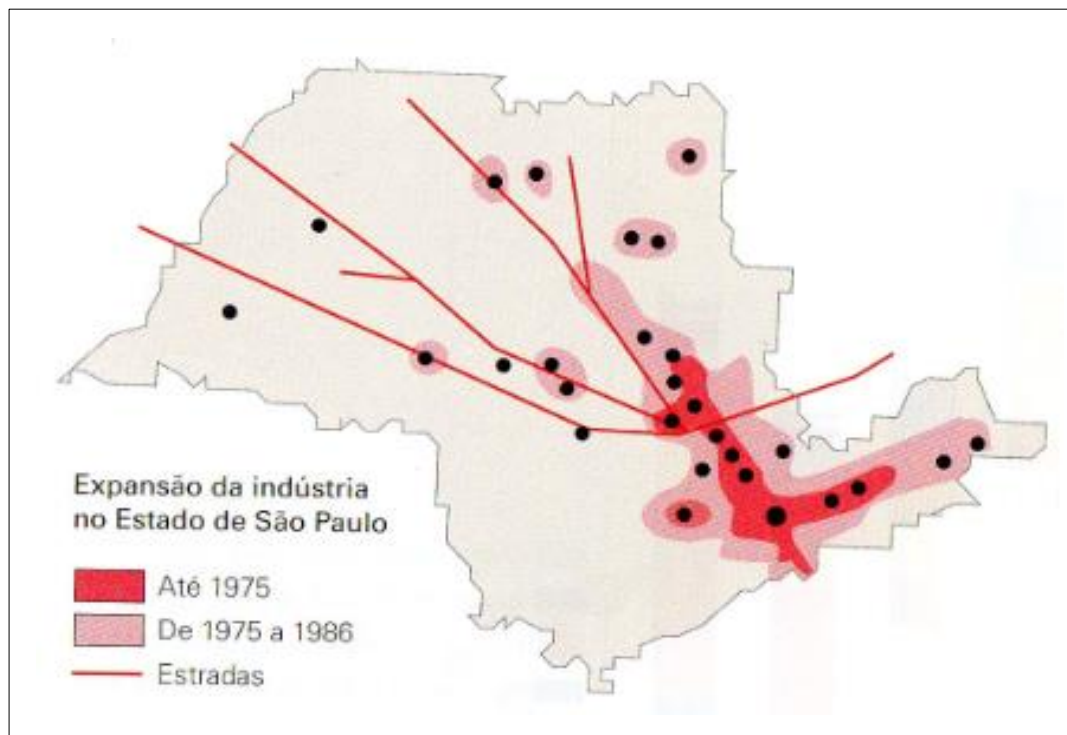 Expansão da indústria
no Estado de São Paulo
Até 1975
De 1975 a 1986
Estradas